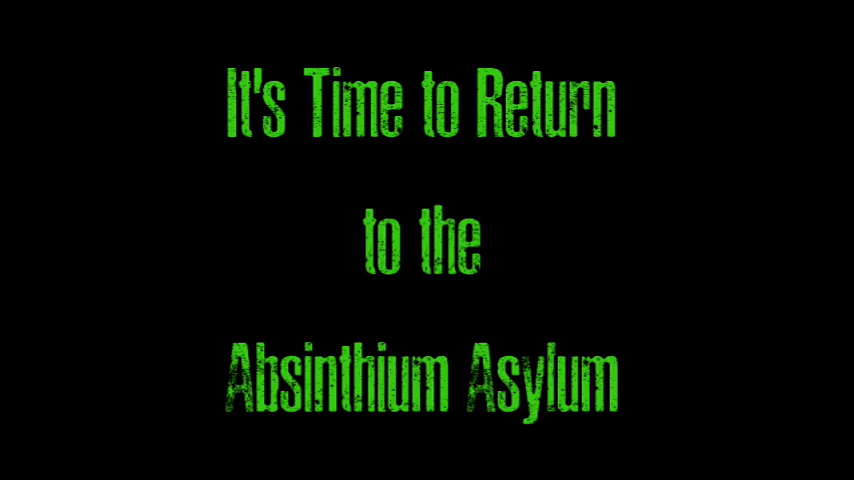 It's Time to Return
to the
Absinthium Asylum